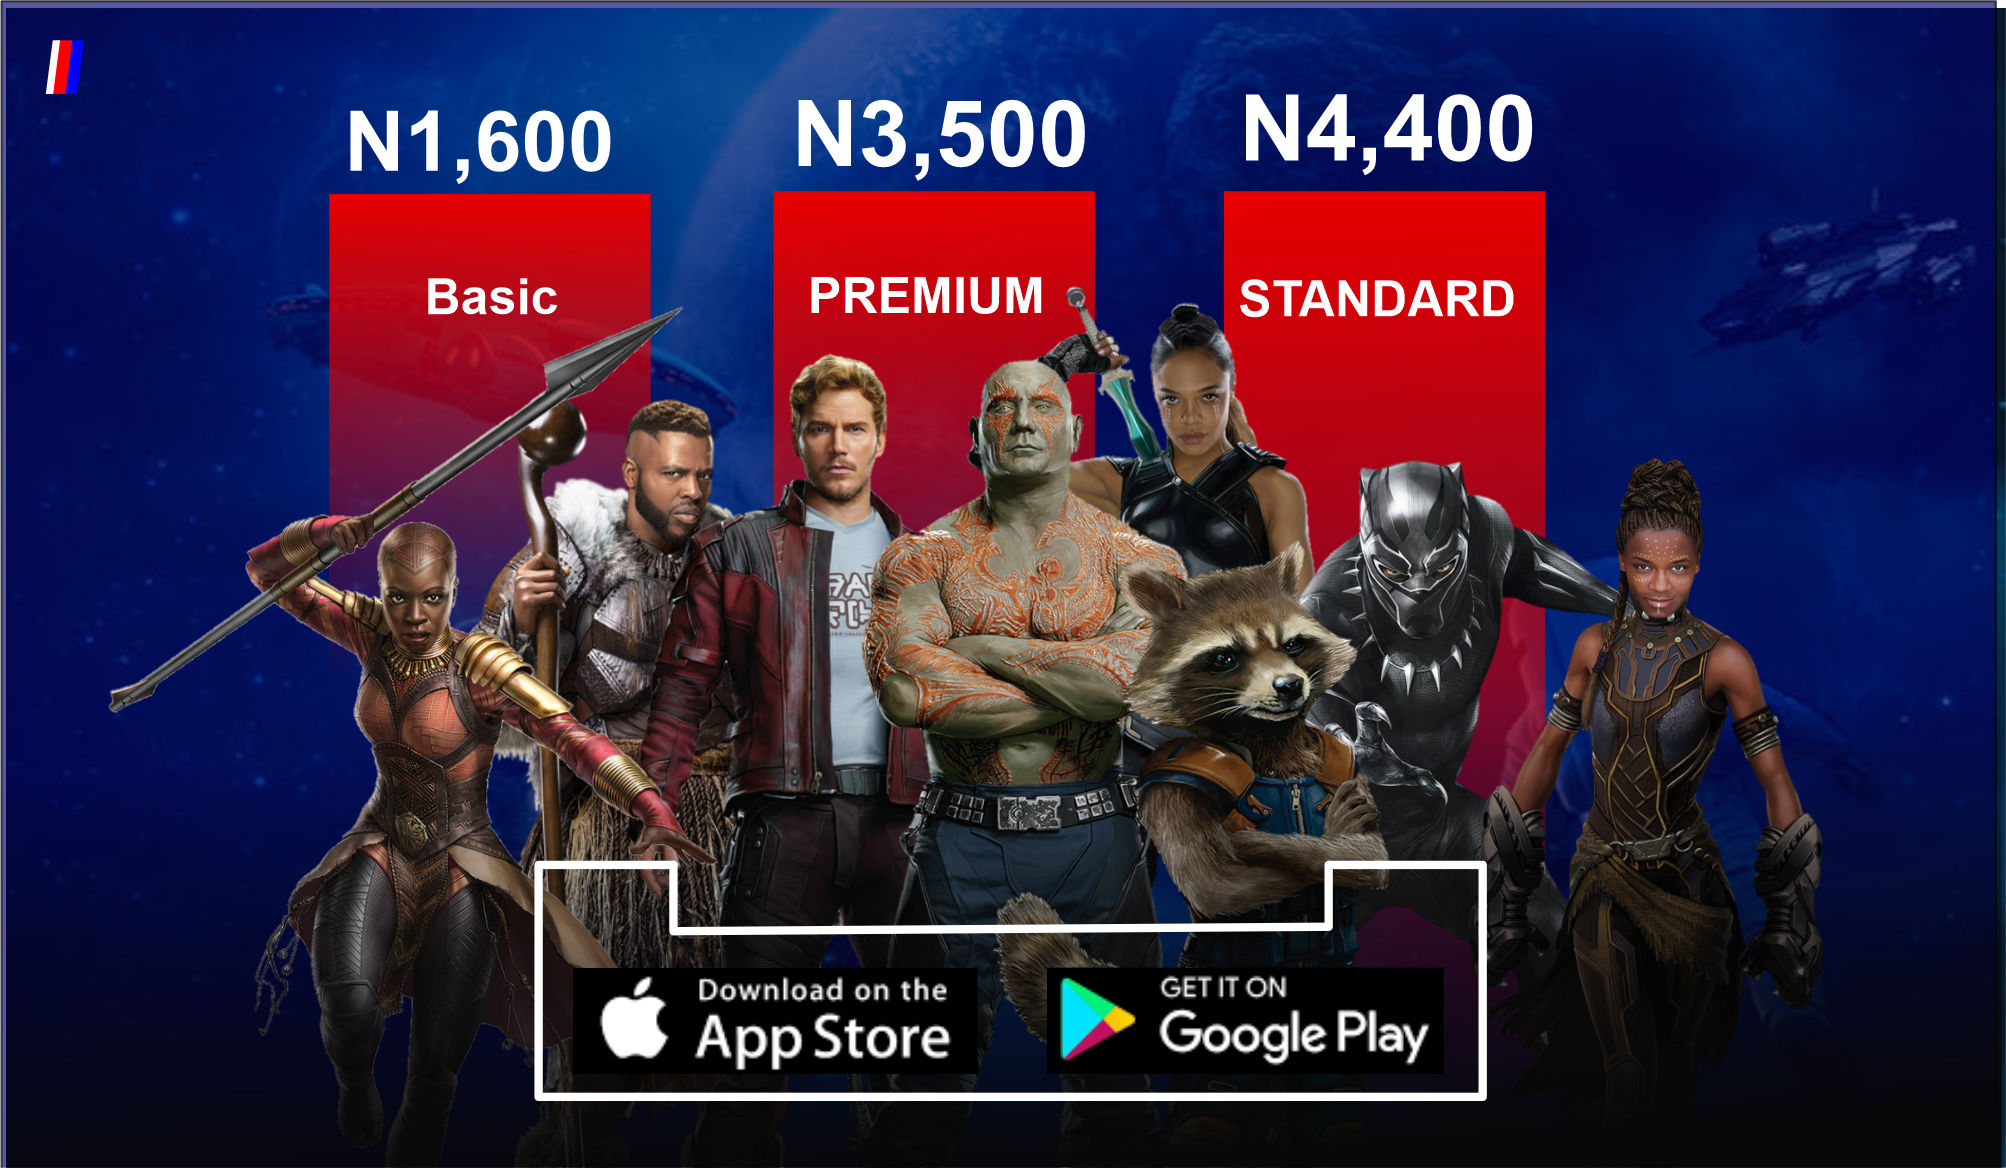 N1,600
N3,500
N4,400
Basic
PREMIUM
STANDARD
Download on the
App Store
GET IT ON
Google Play